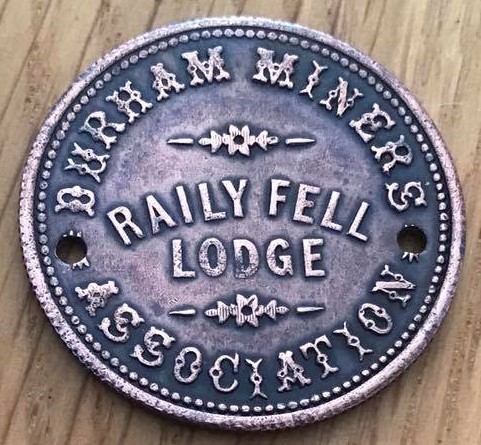 DURHAM MINERS
RAILY FELL
LODGE
ASSOCIATION